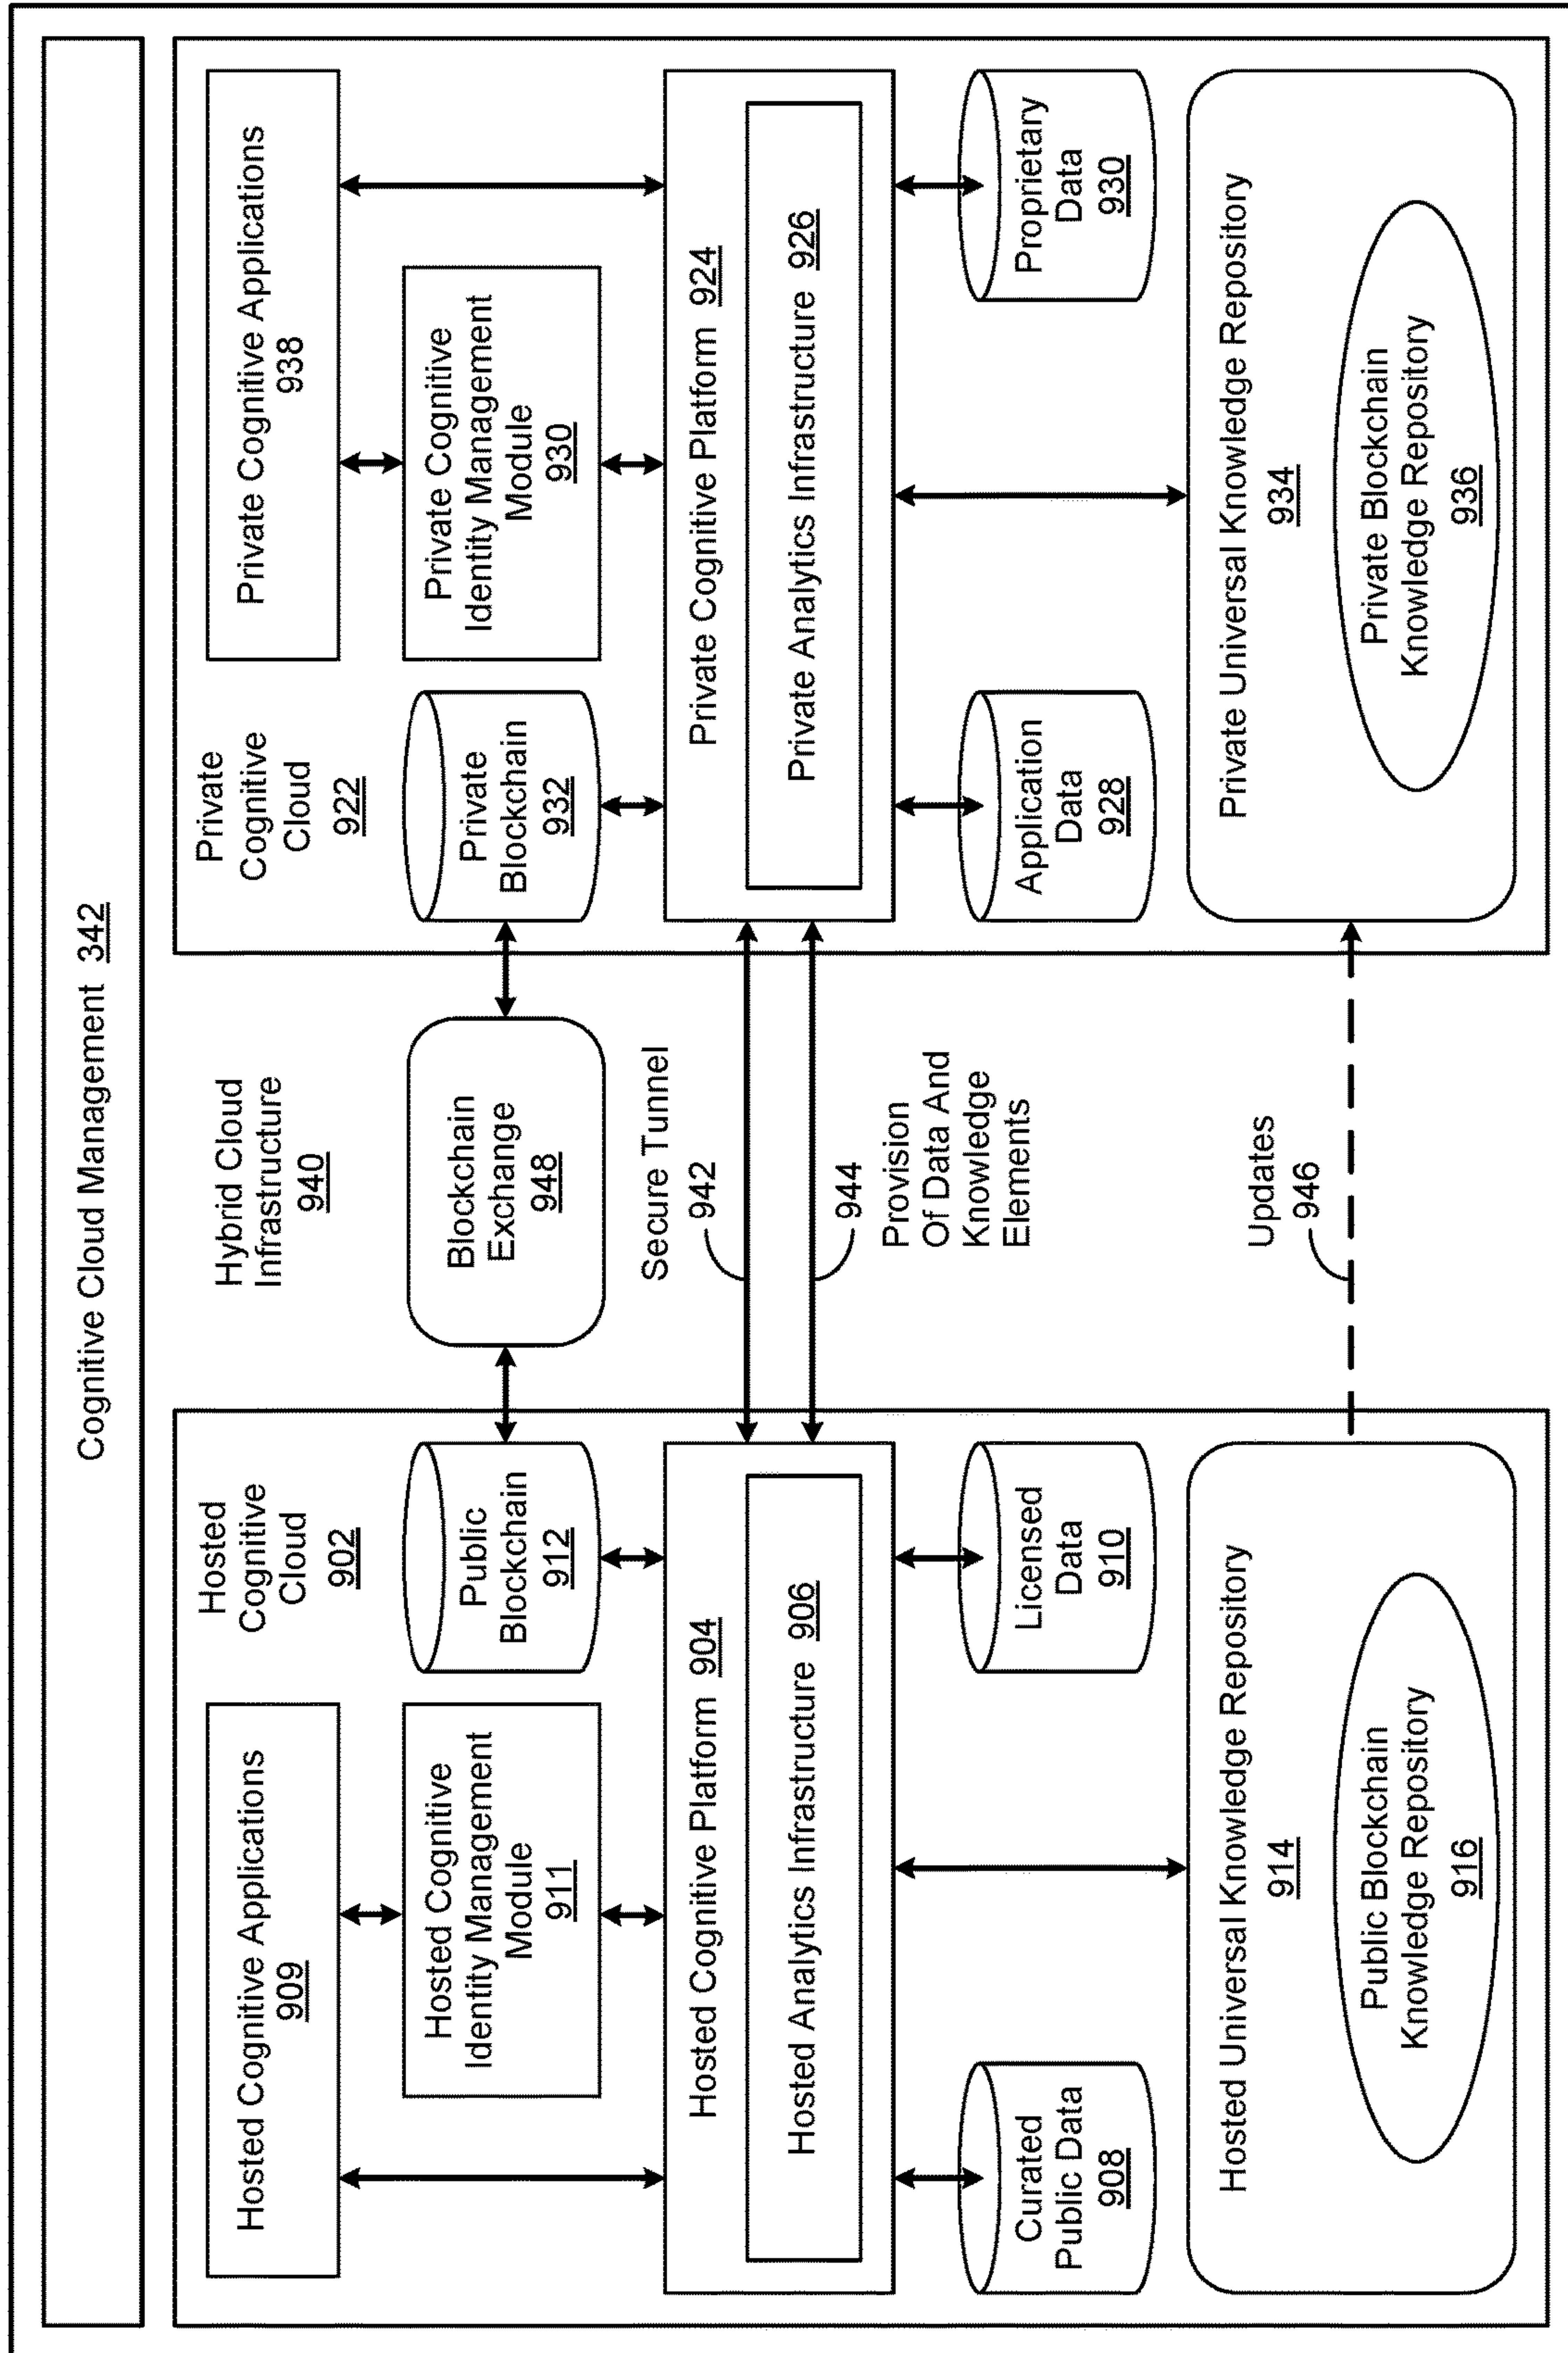 Cognitive Cloud Management 342
Hosted Cognitive Applications
909
Hosted
Cognitive
Cloud
902
Hosted Cognitive
Identity Management
Module
911
Public
Blockchain
912
Hosted Cognitive Platform 904
Hosted Analytics Infrastructure 906
Curated
Public Data
908
Licensed
Data
910
Hosted Universal Knowledge Repository
914
Public Blockchain
Knowledge Repository
916
Hybrid Cloud
Infrastructure
940
Blockchain
Exchange
948
Secure Tunnel
942
944
Provision
Of Data And
Knowledge
Elements
Updates
946
Private
Cognitive
Cloud
922
Private Cognitive Applications
938
Private
Blockchain
932
Private Cognitive
Identity Management
Module
930
Private Cognitive Platform 924
Private Analytics Infrastructure 926
Application
Data
928
Proprietary
Data
930
Private Universal Knowledge Repository
934
Private Blockchain
Knowledge Repository
936